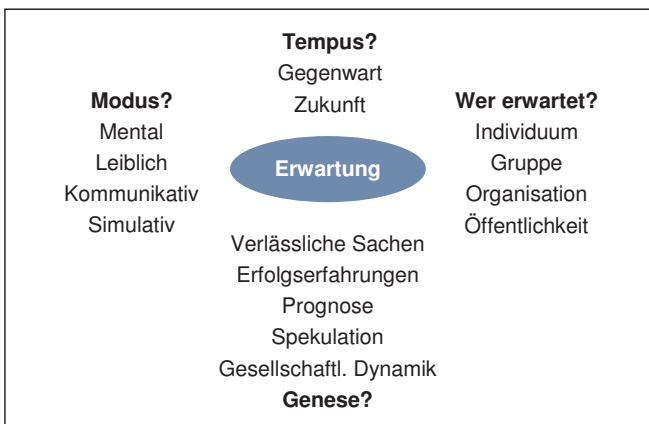 Tempus?
Gegenwart
Zukunft
Modus?
Mental
Leiblich
Kommunikativ
Simulativ
Erwartung
Wer erwartet?
Individuum
Gruppe
Organisation
Öffentlichkeit
Verlässliche Sachen
Erfolgserfahrungen
Prognose
Spekulation
Gesellschaftl. Dynamik
Genese?